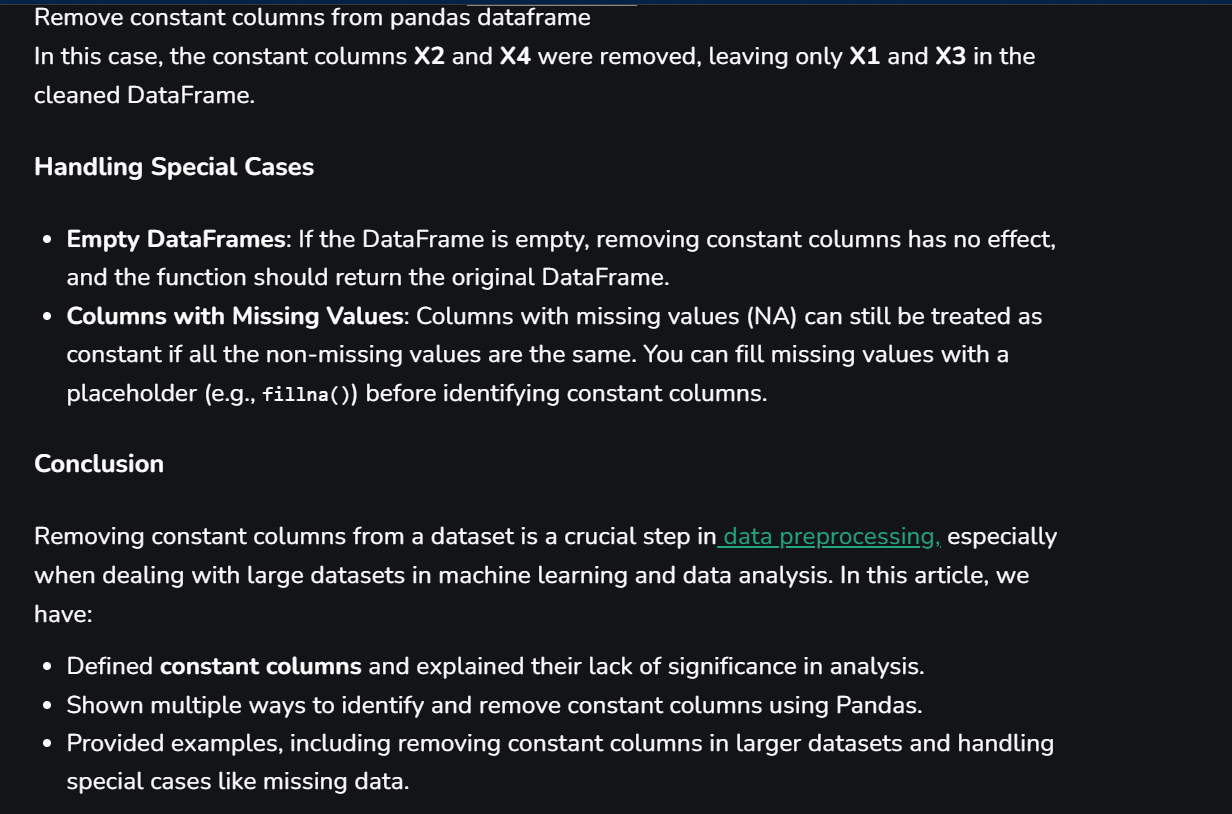 Remove constant columns from pandas dataframe
In this case, the constant columns X2 and X4 were removed, leaving only X1 and X3 in the
cleaned DataFrame.
Handling Special Cases
• Empty DataFrames: If the DataFrame is empty, removing constant columns has no effect,
and the function should return the original DataFrame.
• Columns with Missing Values: Columns with missing values (NA) can still be treated as
constant if all the non-missing values are the same. You can fill missing values with a
placeholder (e.g., fillna()) before identifying constant columns.
Conclusion
Removing constant columns from a dataset is a crucial step in data preprocessing, especially
when dealing with large datasets in machine learning and data analysis. In this article, we
have:
• Defined constant columns and explained their lack of significance in analysis.
• Shown multiple ways to identify and remove constant columns using Pandas.
• Provided examples, including removing constant columns in larger datasets and handling
special cases like missing data.